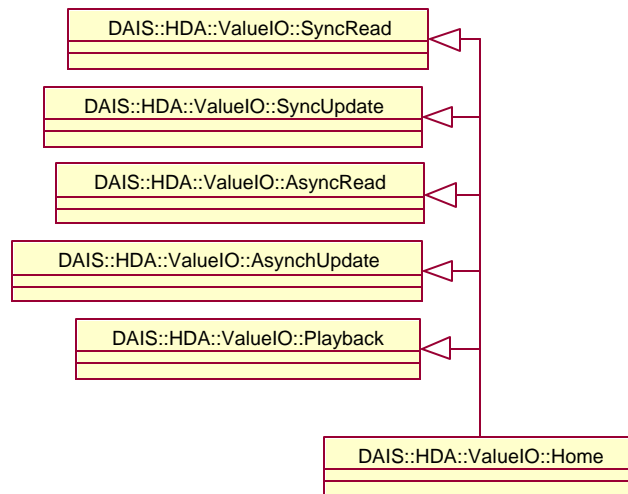 DAIS::HDA::ValueIO::SyncRead
DAIS::HDA::ValueIO::SyncUpdate
DAIS::HDA::ValueIO::AsyncRead
DAIS::HDA::ValueIO::AsynchUpdate
DAIS::HDA::ValueIO::Playback
DAIS::HDA::ValueIO::Home